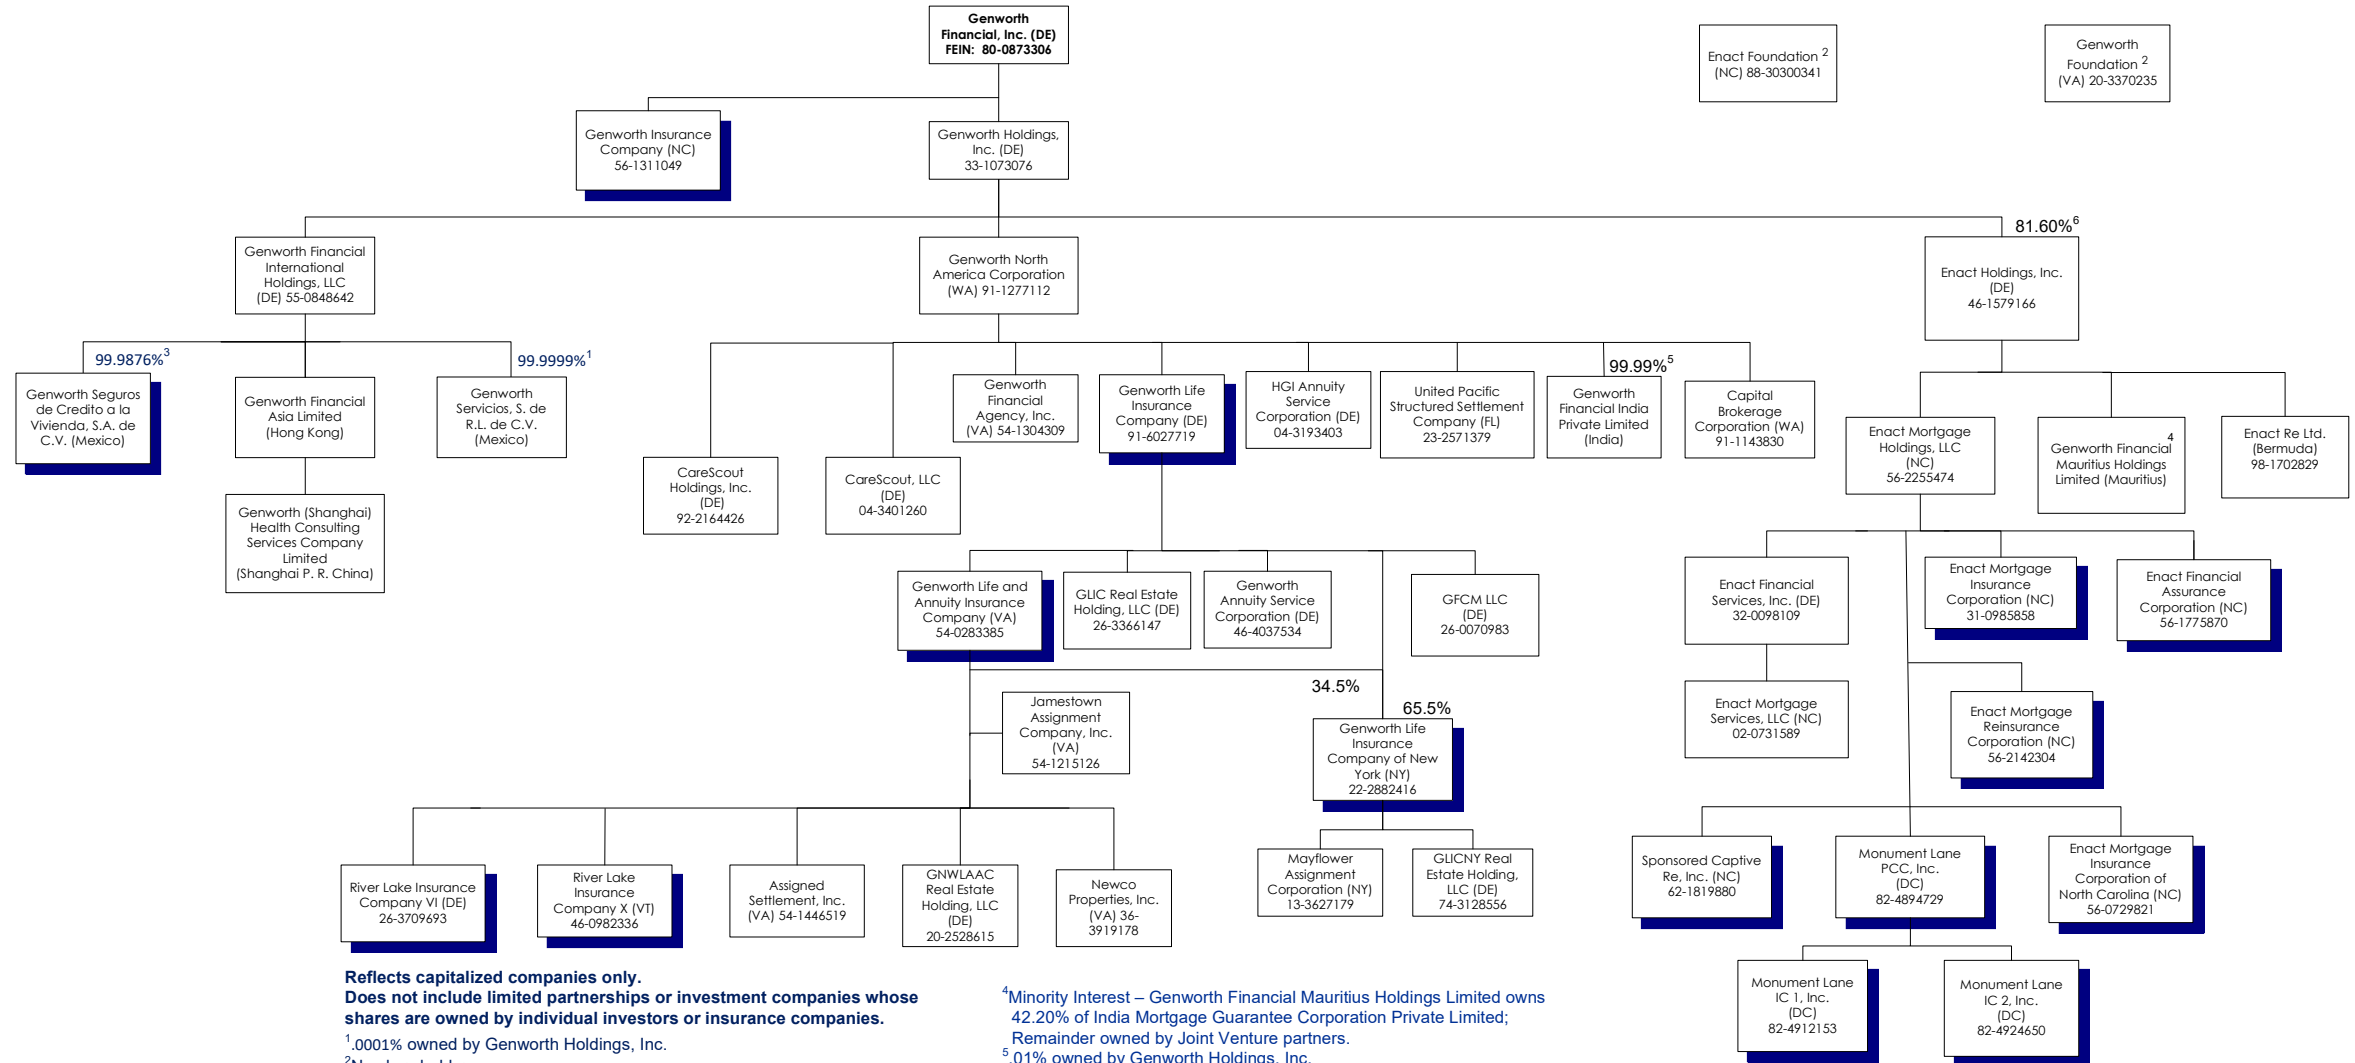 Genworth
Financial, Inc. (DE)
FEIN: 80-0873306
Enact Foundation 2
(NC) 88-30300341
Genworth
Foundation 2
(VA) 20-3370235
Genworth Insurance
Company (NC)
56-1311049
Genworth Holdings,
Inc. (DE)
33-1073076
Genworth Financial
International
Holdings, LLC
(DE) 55-0848642
Genworth North
America Corporation
(WA) 91-1277112
81.60%6
Enact Holdings, Inc.
(DE)
46-1579166
99.9876%3
Genworth Seguros
de Credito a la
Vivienda, S.A. de
C.V. (Mexico)
Genworth Financial
Asia Limited
(Hong Kong)
99.9999%1
Genworth
Servicios, S. de
R.L. de C.V.
(Mexico)
Genworth (Shanghai)
Health Consulting
Services Company
Limited
(Shanghai P. R. China)
CareScout
Holdings, Inc.
(DE)
92-2164426
CareScout, LLC
(DE)
04-3401260
Genworth
Financial
Agency, Inc.
(VA) 54-1304309
Genworth Life
Insurance
Company (DE)
91-6027719
HGI Annuity
Service
Corporation (DE)
04-3193403
United Pacific
Structured Settlement
Company (FL)
23-2571379
99.99%5
Genworth
Financial India
Private Limited
(India)
Capital
Brokerage
Corporation (WA)
91-1143830
Enact Mortgage
Holdings, LLC
(NC)
56-2255474
4
Genworth Financial
Mauritius Holdings
Limited (Mauritius)
Enact Re Ltd.
(Bermuda)
98-1702829
Genworth Life and
Annuity Insurance
Company (VA)
54-0283385
GLIC Real Estate
Holding, LLC (DE)
26-3366147
Genworth
Annuity Service
Corporation (DE)
46-4037534
GFCM LLC
(DE)
26-0070983
Enact Financial
Services, Inc. (DE)
32-0098109
Enact Mortgage
Insurance
Corporation (NC)
31-0985858
Enact Financial
Assurance
Corporation (NC)
56-1775870
34.5%
65.5%
Jamestown
Assignment
Company, Inc.
(VA)
54-1215126
Genworth Life
Insurance
Company of New
York (NY)
22-2882416
Enact Mortgage
Services, LLC (NC)
02-0731589
Enact Mortgage
Reinsurance
Corporation (NC)
56-2142304
River Lake Insurance
Company VI (DE)
26-3709693
River Lake
Insurance
Company X (VT)
46-0982336
Assigned
Settlement, Inc.
(VA) 54-1446519
GNWLAAC
Real Estate
Holding, LLC
(DE)
20-2528615
Newco
Properties, Inc.
(VA) 36-
3919178
Mayflower
Assignment
Corporation (NY)
13-3627179
GLICNY Real
Estate Holding,
LLC (DE)
74-3128556
Sponsored Captive
Re, Inc. (NC)
62-1819880
Monument Lane
PCC, Inc.
(DC)
82-4894729
Enact Mortgage
Insurance
Corporation of
North Carolina (NC)
56-0729821
Monument Lane
IC 1, Inc.
(DC)
82-4912153
Monument Lane
IC 2, Inc.
(DC)
82-4924650
Reflects capitalized companies only.
Does not include limited partnerships or investment companies whose
shares are owned by individual investors or insurance companies.
1.0001% owned by Genworth Holdings, Inc.
4Minority Interest – Genworth Financial Mauritius Holdings Limited owns
42.20% of India Mortgage Guarantee Corporation Private Limited;
Remainder owned by Joint Venture partners.
5.01% owned by Genworth Holdings, Inc.